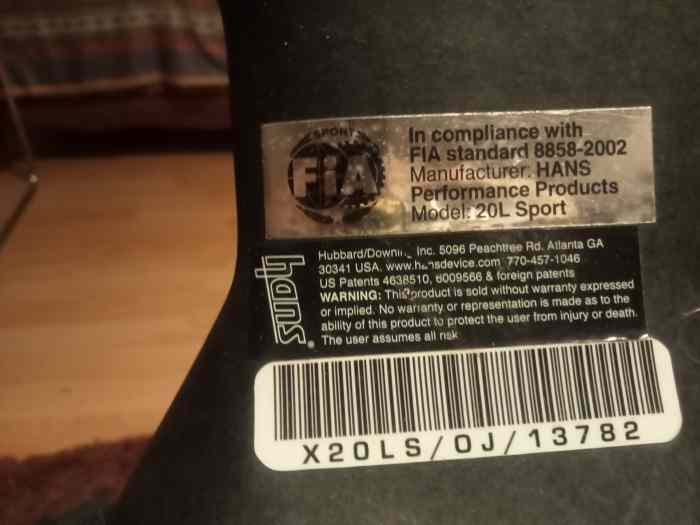 SPORT
FIA
In compliance with
FIA standard 8858-2002
Manufacturer: HANS
Performance Products
Model: 20L Sport
hans®
Inc. 5096 Peachtree Rd. Atlanta GA
30341 USA. 770-457-1046
US Patents 4638510, 6009566 & foreign patents
WARNING: This product is sold without warranty expressed
or implied. No warranty or representation is made as to the
ability of this product to protect the user from injury or death.
The user assumes all risk
X20LS/0J/13782